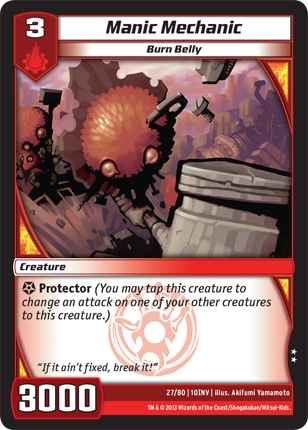 3
Manic Mechanic
Burn Belly
Creature
Protector (You may tap this creature to
change an attack on one of your other creatures
to this creature.)
"If it ain't fixed, break it!"
3000
27/80 | 10INV | Illus. Akifumi Yamamoto
TM & © 2013 Wizards of the Coast/Shogakukan/Mitsui-Kids.